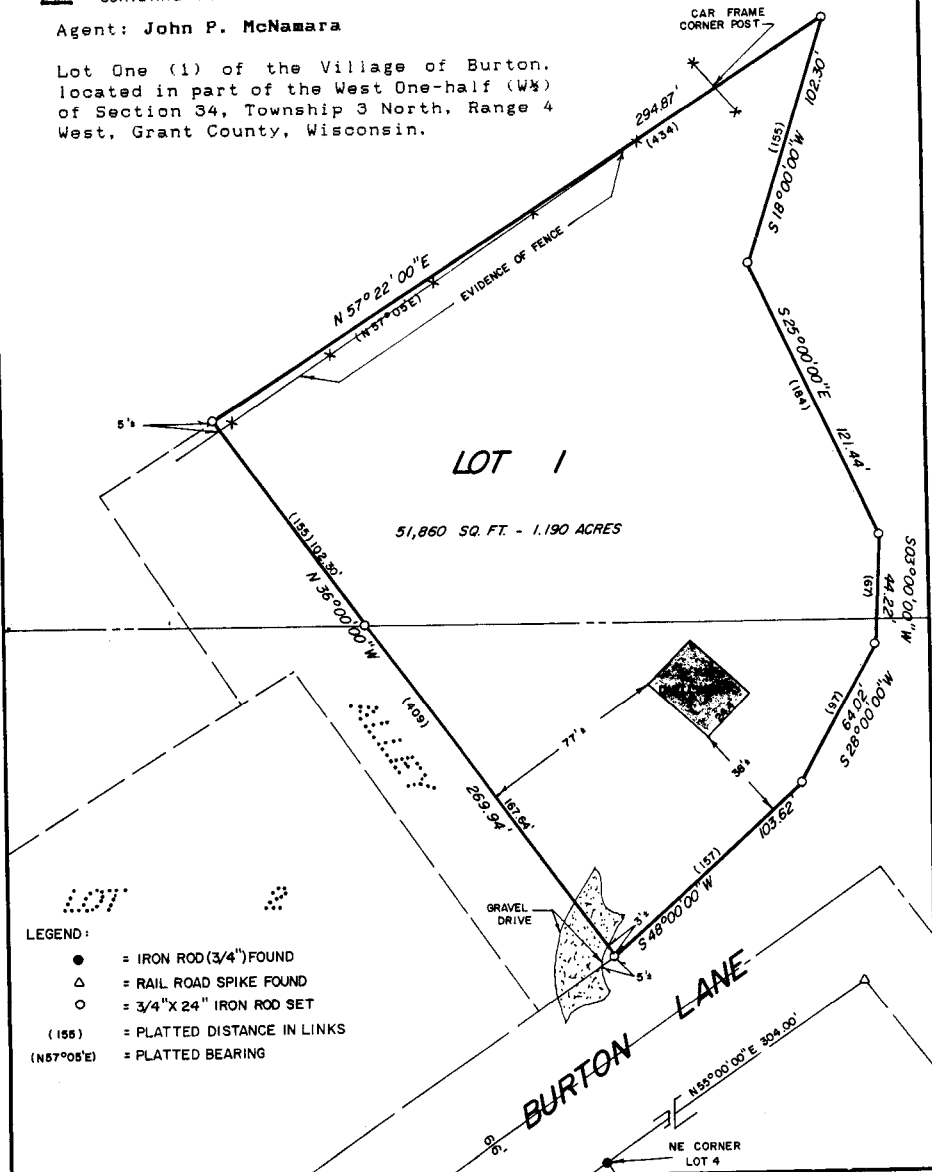 Agent: John P. McNamara
Lot One (1) of the Village of Burton,
located in part of the West One-half (W½)
of Section 34, Township 3 North, Range 4
West, Grant County, Wisconsin.
CAR FRAME
CORNER POST
294.87'
(434)
102.30'
(155)
S 18°00'00"W
N 57°22'00"E
(N 57°05'E)
EVIDENCE OF FENCE
S 25°00'00"E
(184)
121.44'
5'±
LOT 1
51,860 SQ. FT. - 1.190 ACRES
(155) 102.30'
N 36°00'00"W
S03°00'00"W
44.22'
(67)
(97)
64.02'
S 28°00'00"W
(409)
ALLEY
77'±
38'±
269.94'
167.64'
103.62'
(157)
S 48°00'00"W
LOT 2
GRAVEL
DRIVE
3'±
5'±
LEGEND:
= IRON ROD (3/4") FOUND
= RAIL ROAD SPIKE FOUND
= 3/4" X 24" IRON ROD SET
(155) = PLATTED DISTANCE IN LINKS
(N57°05'E) = PLATTED BEARING
BURTON LANE
N55°00'00"E 304.00'
66'
NE CORNER
LOT 4